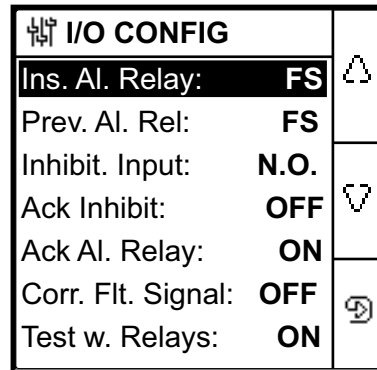 I/O CONFIG
Ins. Al. Relay: FS
Prev. Al. Rel: FS
Inhibit. Input: N.O.
Ack Inhibit: OFF
Ack Al. Relay: ON
Corr. Flt. Signal: OFF
Test w. Relays: ON